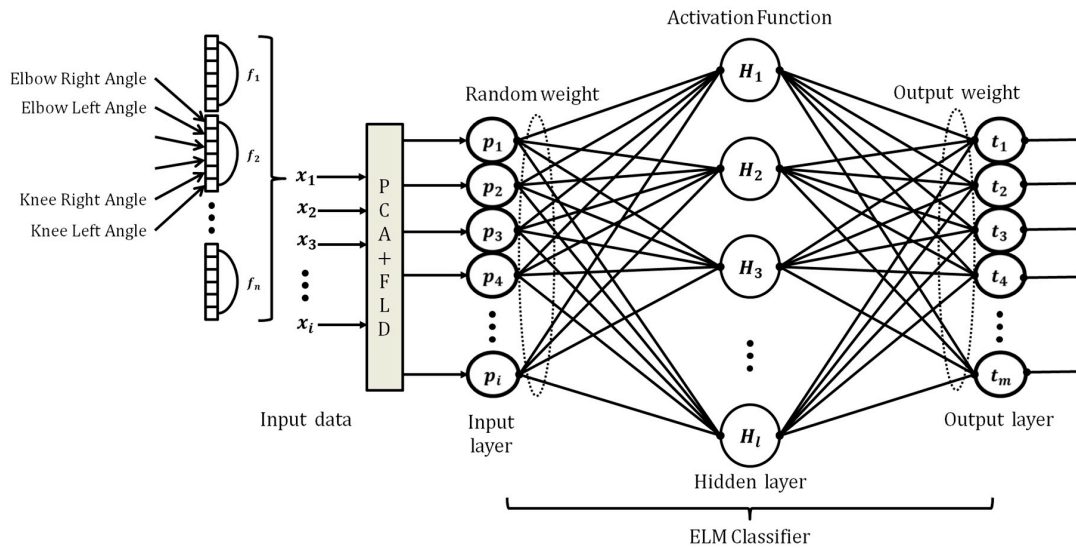 Activation Function
Elbow Right Angle
Elbow Left Angle
Knee Right Angle
Knee Left Angle
f₁
f₂
fₙ
x₁
x₂
x₃
xᵢ
Input data
P
C
A
+
F
L
D
Random weight
p₁
p₂
p₃
p₄
pᵢ
Input
layer
H₁
H₂
H₃
Hₗ
Hidden layer
Output weight
t₁
t₂
t₃
t₄
tₘ
Output layer
ELM Classifier